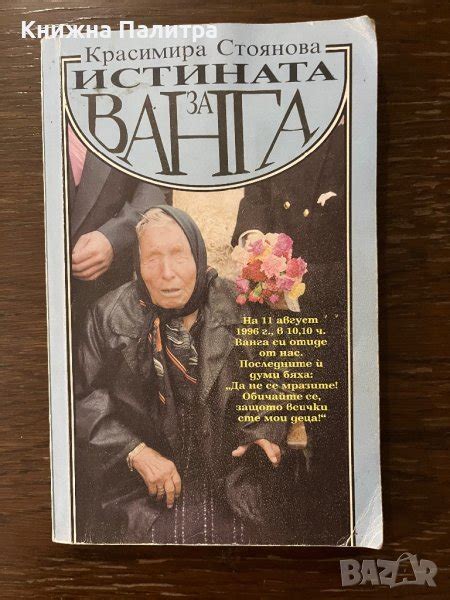 Книжна Палитра
Красимира Стоянова
ИСТИНАТА
ЗА
ВАНГА
На 11 август
1996 г., в 10,10 ч.
Ванга си отиде
от нас.
Последните ѝ
думи бяха:
„Да не се мразите!
Обичайте се,
защото всички
сте мои деца!“
BAZAR